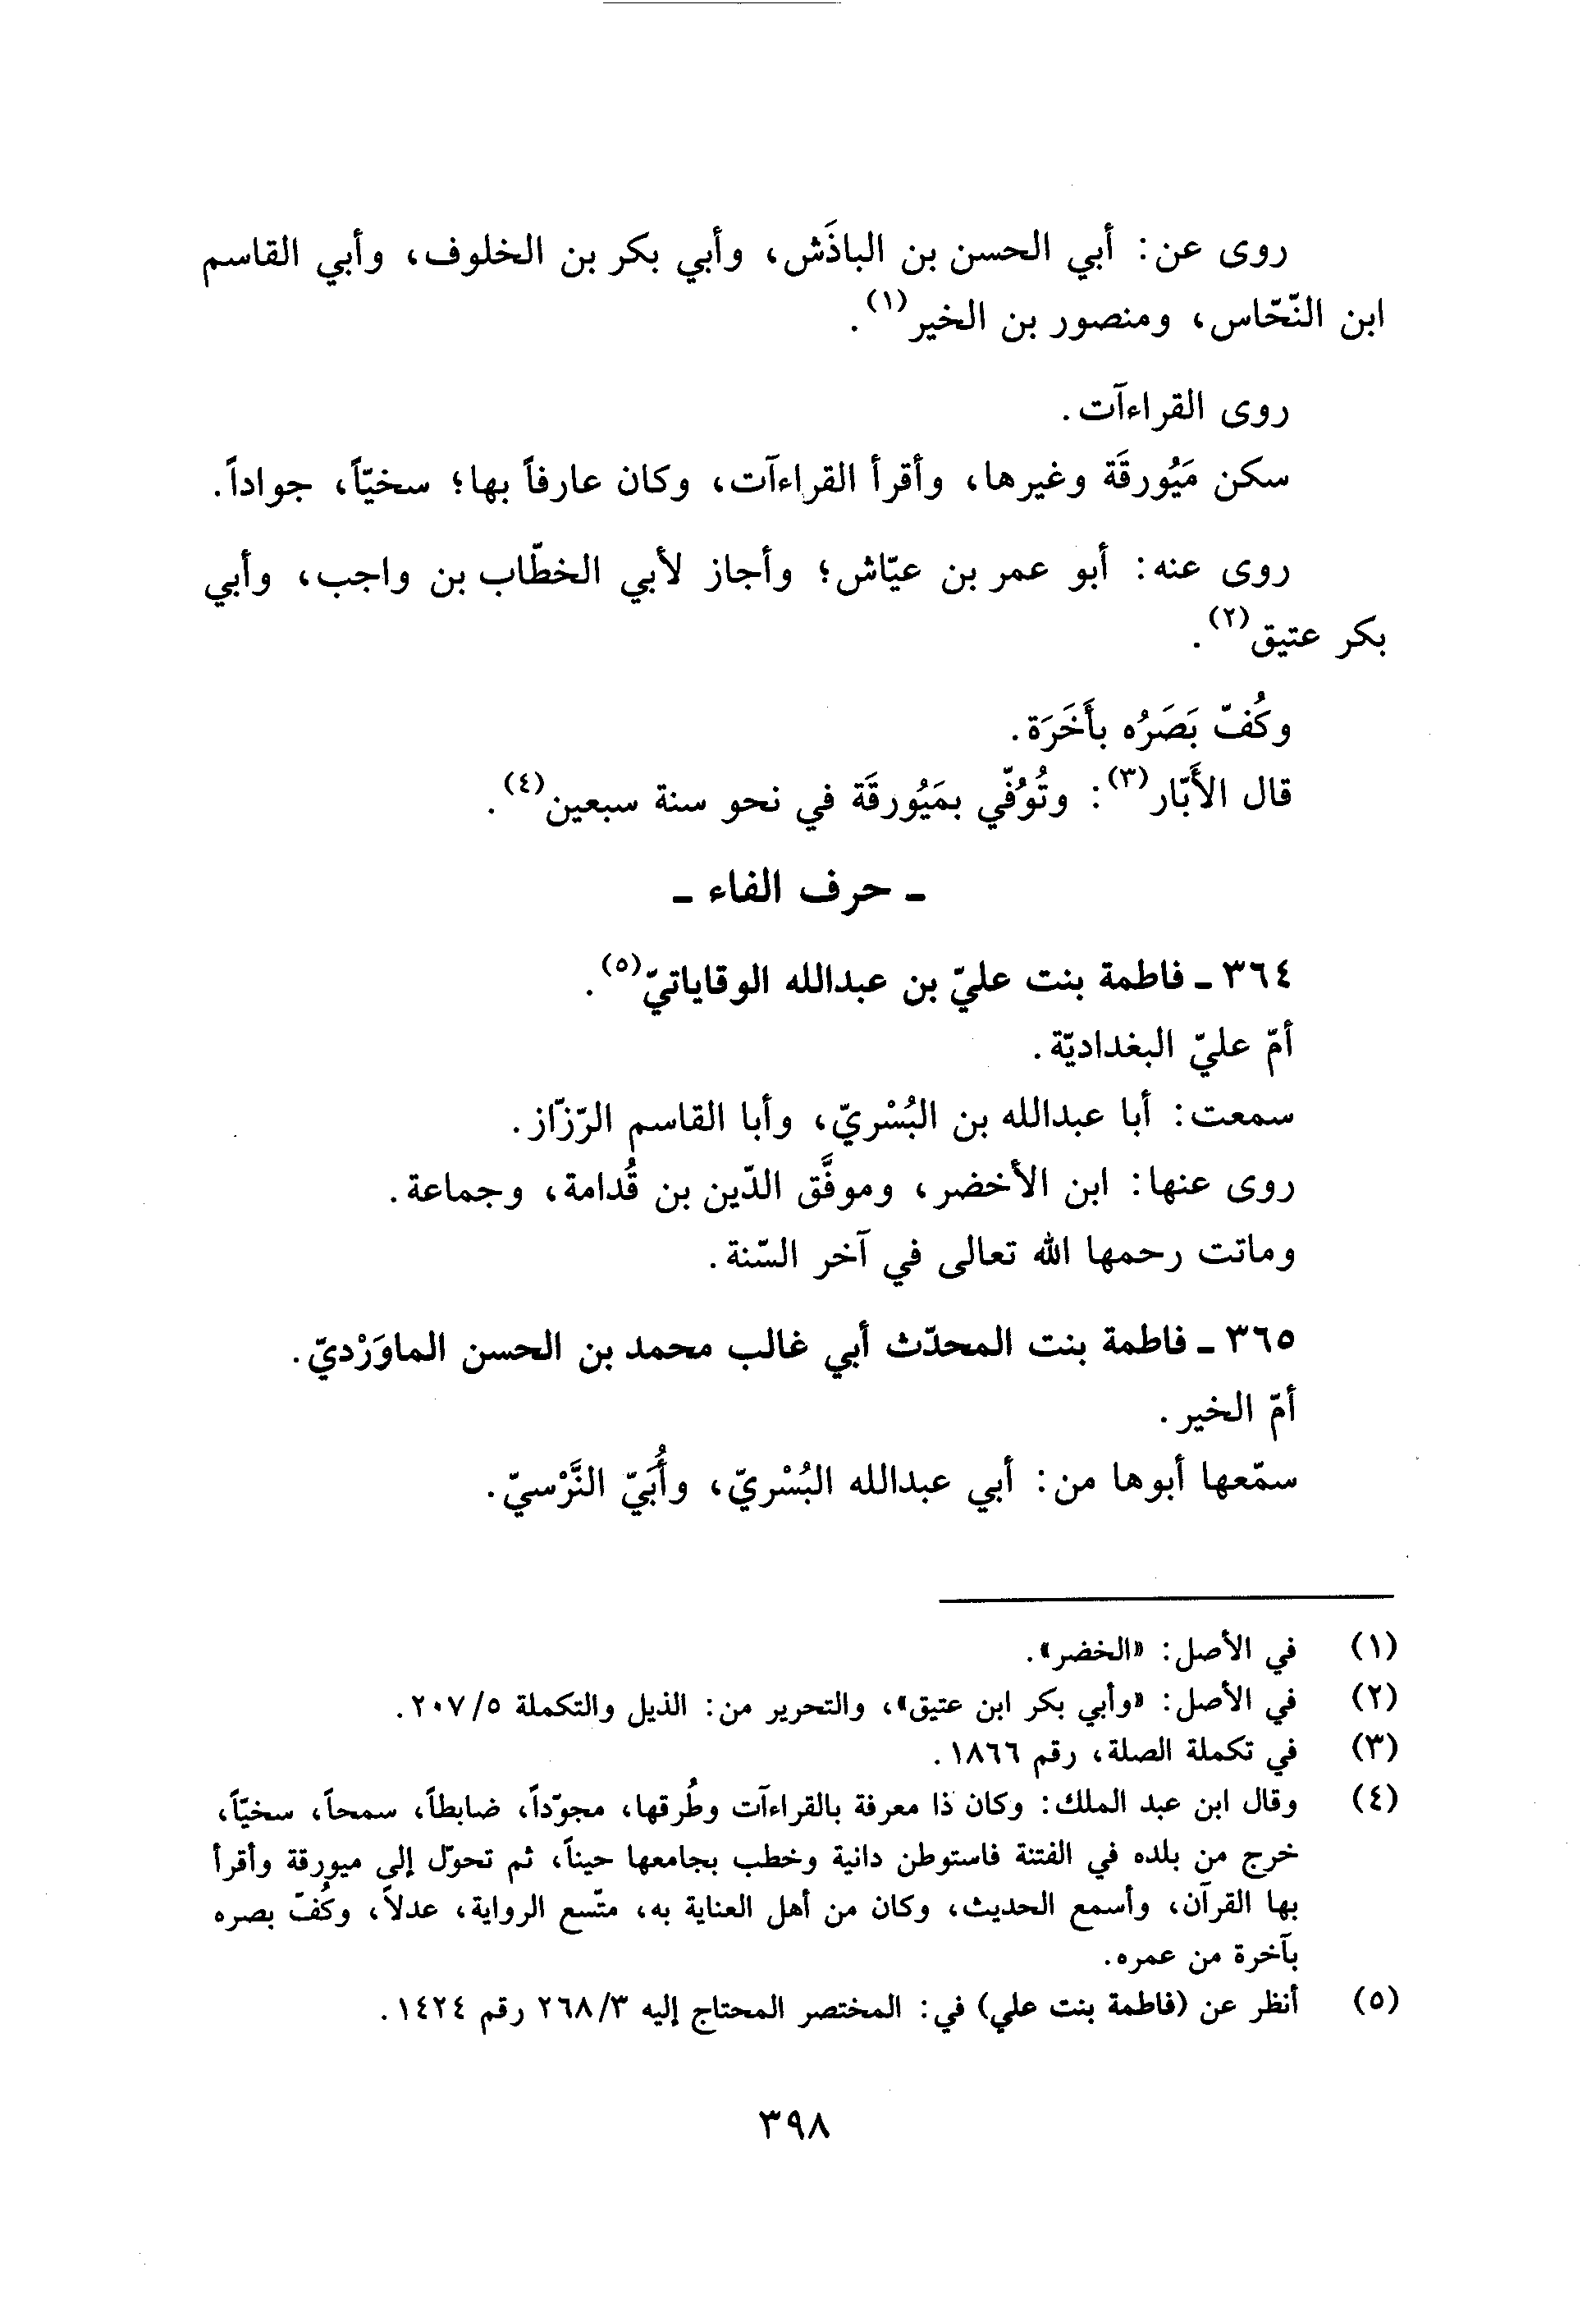 روى عن: أبي الحسن بن الباذَش، وأبي بكر بن الخلوف، وأبي القاسم
ابن النّحّاس، ومنصور بن الخير(١).
روى القراءآت.
سكن مَيُورقَة وغيرها، وأقرأ القراءآت، وكان عارفاً بها؛ سخيّاً، جواداً.
روى عنه: أبو عمر بن عيّاش؛ وأجاز لأبي الخطّاب بن واجب، وأبي
بكر عتيق(٢).
وكُفّ بَصَرُه بأَخَرَة.
قال الأَبّار(٣): وتُوُفّي بمَيُورقَة في نحو سنة سبعين(٤).
ـ حرف الفاء ـ
٣٦٤ ـ فاطمة بنت عليّ بن عبدالله الوقاياتيّ(٥).
أمّ عليّ البغداديّة.
سمعت: أبا عبدالله بن البُسْريّ، وأبا القاسم الرّزّاز.
روى عنها: ابن الأخضر، وموفَّق الدّين بن قُدامة، وجماعة.
وماتت رحمها الله تعالى في آخر السّنة.
٣٦٥ ـ فاطمة بنت المحدّث أبي غالب محمد بن الحسن الماوَرْديّ.
أمّ الخير.
سمّعها أبوها من: أبي عبدالله البُسْريّ، وأُبَيّ النَّرْسيّ.
(١) في الأصل: «الخضر».
(٢) في الأصل: «وأبي بكر ابن عتيق»، والتحرير من: الذيل والتكملة ٢٠٧/٥.
(٣) في تكملة الصلة، رقم ١٨٦٦.
(٤) وقال ابن عبد الملك: وكان ذا معرفة بالقراءآت وطُرقها، مجوّداً، ضابطاً، سمحاً، سخيّاً،
خرج من بلده في الفتنة فاستوطن دانية وخطب بجامعها حيناً، ثم تحوّل إلى ميورقة وأقرأ
بها القرآن، وأسمع الحديث، وكان من أهل العناية به، متّسع الرواية، عدلاً، وكُفّ بصره
بآخرة من عمره.
(٥) أنظر عن (فاطمة بنت علي) في: المختصر المحتاج إليه ٢٦٨/٣ رقم ١٤٢٤.
٣٩٨